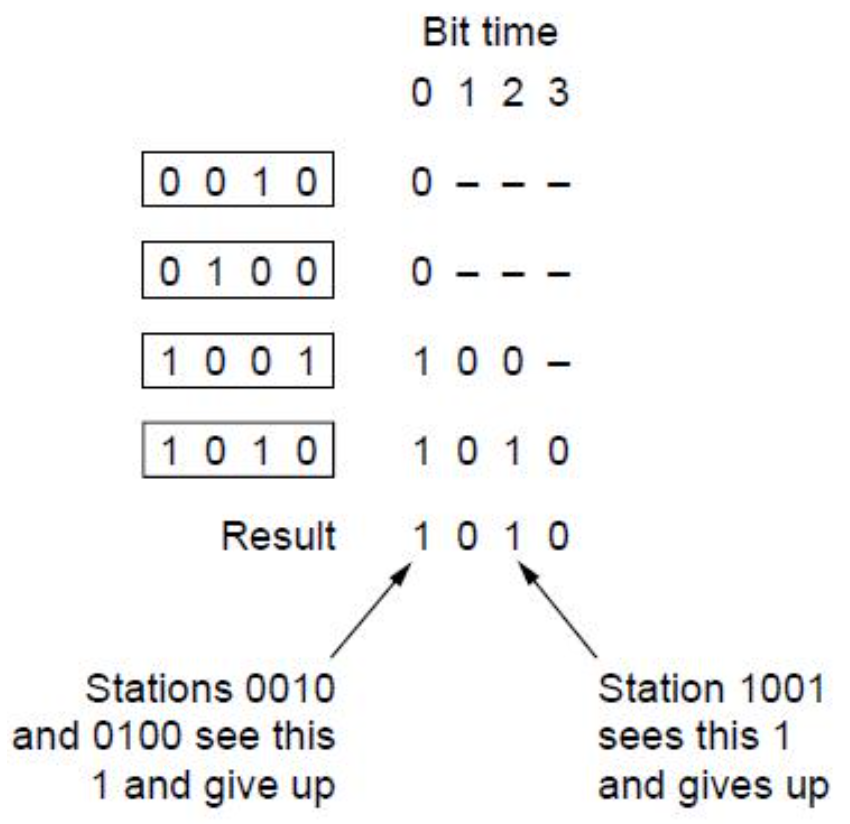 Bit time
0 1 2 3
0 0 1 0 0 – – –
0 1 0 0 0 – – –
1 0 0 1 1 0 0 –
1 0 1 0 1 0 1 0
Result 1 0 1 0
Stations 0010
and 0100 see this
1 and give up
Station 1001
sees this 1
and gives up